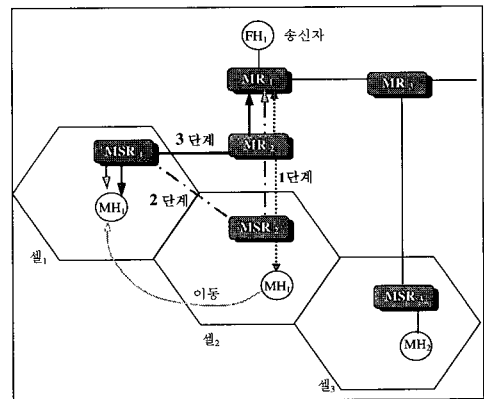 FH₁ 송신자
MR₁
MR₃
3 단계
MSR₁
MR₂
1단계
MH₁
2 단계
MSR₂
셀₁
이동
MH₁
MSR₃
셀₂
MH₂
셀₃